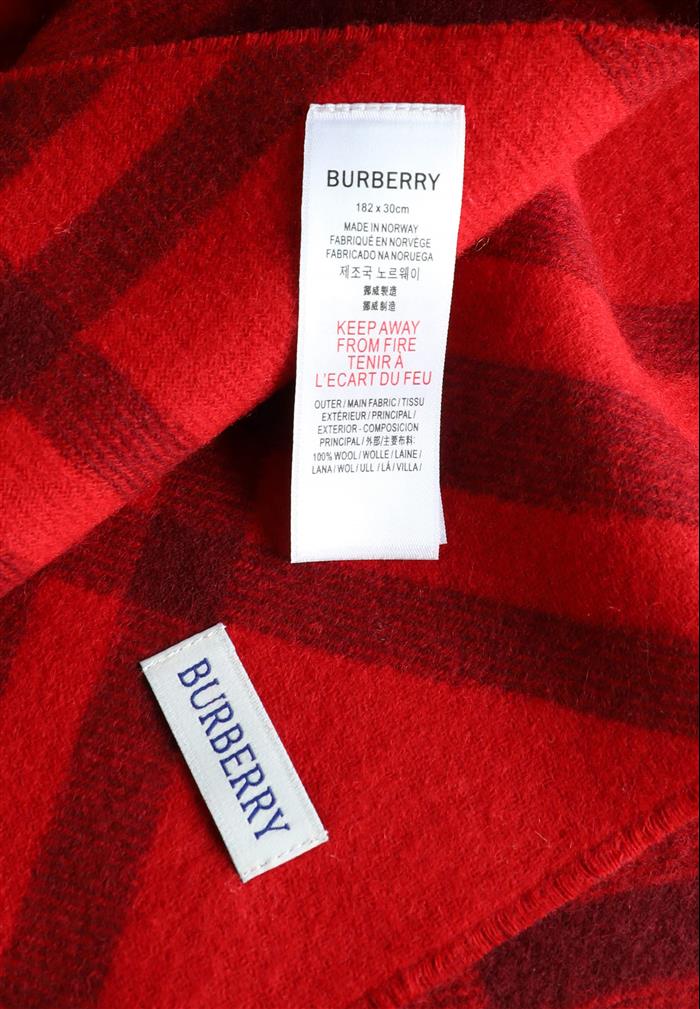 BURBERRY
182 x 30cm
MADE IN NORWAY
FABRIQUÉ EN NORVÈGE
FABRICADO NA NORUEGA
제조국 노르웨이
挪威製造
挪威制造
KEEP AWAY
FROM FIRE
TENIR À
L'ECART DU FEU
OUTER / MAIN FABRIC / TISSU
EXTÉRIEUR / PRINCIPAL /
EXTERIOR - COMPOSICION
PRINCIPAL / 外部/主要布料:
100% WOOL / WOLLE / LAINE /
LANA / WOL / ULL / LÃ / VILLA /
BURBERRY